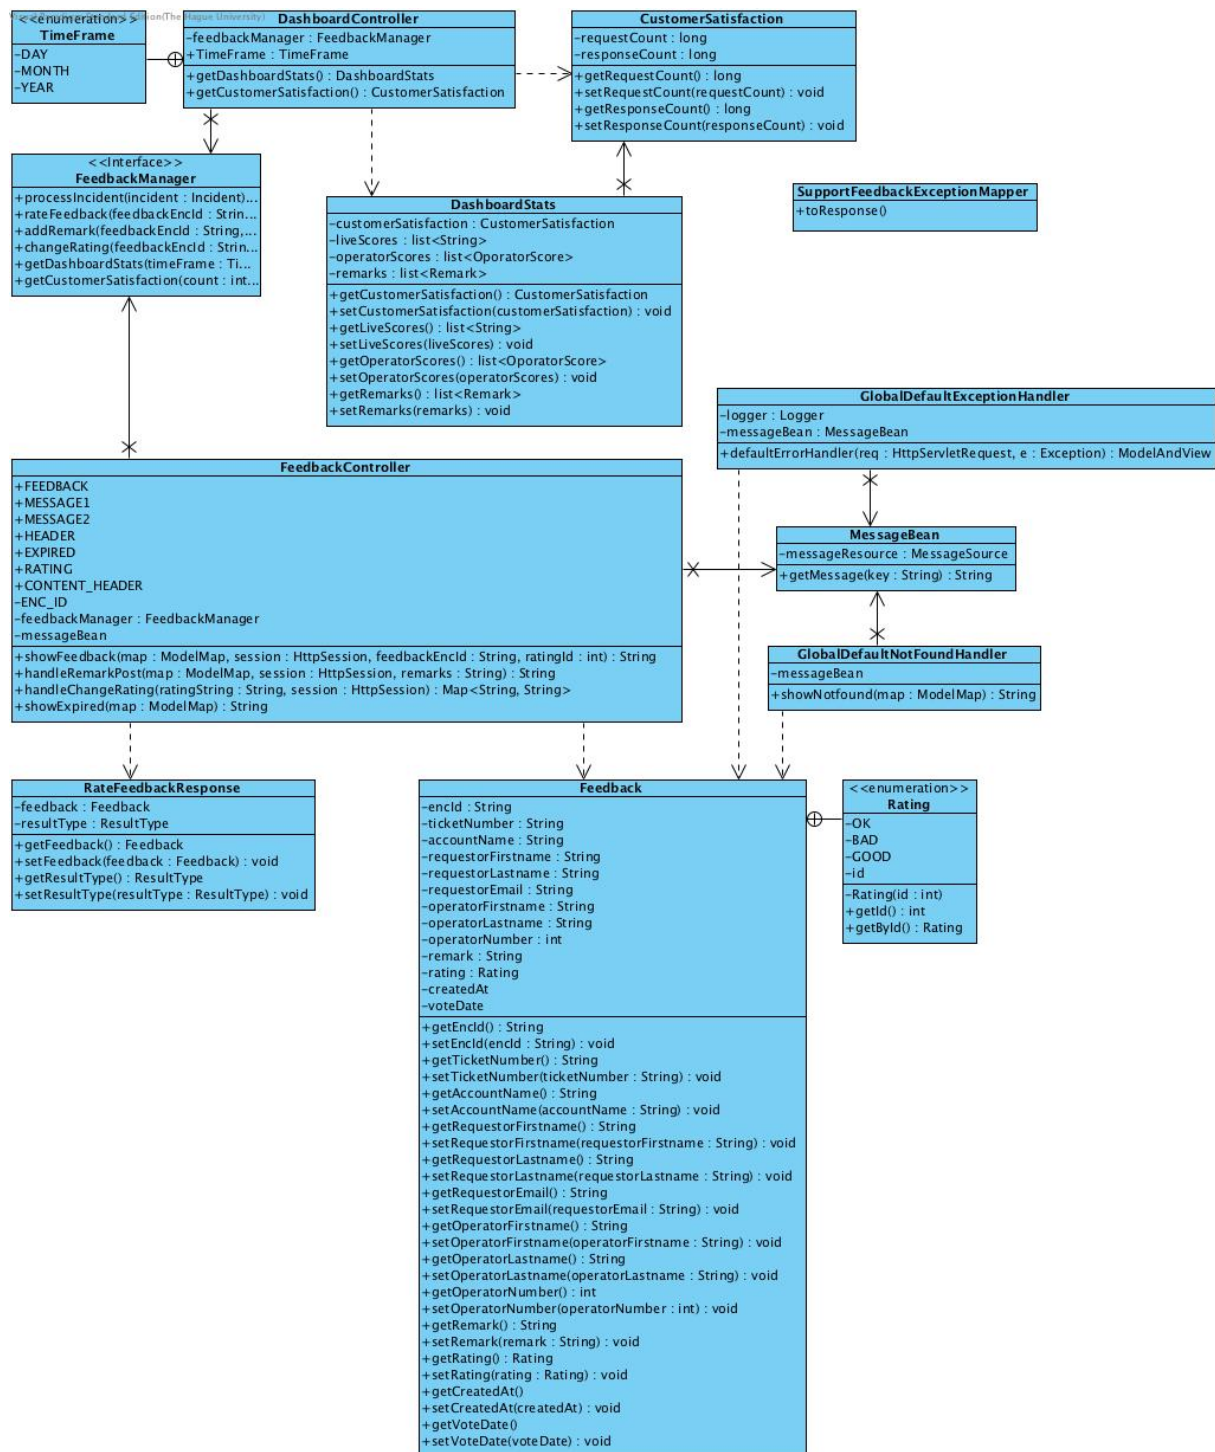 <<enumeration>>
TimeFrame
-DAY
-MONTH
-YEAR
DashboardController
-feedbackManager : FeedbackManager
+TimeFrame : TimeFrame
+getDashboardStats() : DashboardStats
+getCustomerSatisfaction() : CustomerSatisfaction
CustomerSatisfaction
-requestCount : long
-responseCount : long
+getRequestCount() : long
+setRequestCount(requestCount) : void
+getResponseCount() : long
+setResponseCount(responseCount) : void
<<Interface>>
FeedbackManager
+processIncident(incident : Incident)...
+rateFeedback(feedbackEncId : Strin...
+addRemark(feedbackEncId : String,...
+changeRating(feedbackEncId : Strin...
+getDashboardStats(timeFrame : Ti...
+getCustomerSatisfaction(count : int...
DashboardStats
-customerSatisfaction : CustomerSatisfaction
-liveScores : list<String>
-operatorScores : list<OporatorScore>
-remarks : list<Remark>
+getCustomerSatisfaction() : CustomerSatisfaction
+setCustomerSatisfaction(customerSatisfaction) : void
+getLiveScores() : list<String>
+setLiveScores(liveScores) : void
+getOperatorScores() : list<OporatorScore>
+setOperatorScores(operatorScores) : void
+getRemarks() : list<Remark>
+setRemarks(remarks) : void
SupportFeedbackExceptionMapper
+toResponse()
GlobalDefaultExceptionHandler
-logger : Logger
-messageBean : MessageBean
+defaultErrorHandler(req : HttpServletRequest, e : Exception) : ModelAndView
FeedbackController
+FEEDBACK
+MESSAGE1
+MESSAGE2
+HEADER
+EXPIRED
+RATING
+CONTENT_HEADER
-ENC_ID
-feedbackManager : FeedbackManager
-messageBean
+showFeedback(map : ModelMap, session : HttpSession, feedbackEncId : String, ratingId : int) : String
+handleRemarkPost(map : ModelMap, session : HttpSession, remarks : String) : String
+handleChangeRating(ratingString : String, session : HttpSession) : Map<String, String>
+showExpired(map : ModelMap) : String
MessageBean
-messageResource : MessageSource
+getMessage(key : String) : String
GlobalDefaultNotFoundHandler
-messageBean
+showNotfound(map : ModelMap) : String
RateFeedbackResponse
-feedback : Feedback
-resultType : ResultType
+getFeedback() : Feedback
+setFeedback(feedback : Feedback) : void
+getResultType() : ResultType
+setResultType(resultType : ResultType) : void
Feedback
-encId : String
-ticketNumber : String
-accountName : String
-requestorFirstname : String
-requestorLastname : String
-requestorEmail : String
-operatorFirstname : String
-operatorLastname : String
-operatorNumber : int
-remark : String
-rating : Rating
-createdAt
-voteDate
+getEncId() : String
+setEncId(encId : String) : void
+getTicketNumber() : String
+setTicketNumber(ticketNumber : String) : void
+getAccountName() : String
+setAccountName(accountName : String) : void
+getRequestorFirstname() : String
+setRequestorFirstname(requestorFirstname : String) : void
+getRequestorLastname() : String
+setRequestorLastname(requestorLastname : String) : void
+getRequestorEmail() : String
+setRequestorEmail(requestorEmail : String) : void
+getOperatorFirstname() : String
+setOperatorFirstname(operatorFirstname : String) : void
+getOperatorLastname() : String
+setOperatorLastname(operatorLastname : String) : void
+getOperatorNumber() : int
+setOperatorNumber(operatorNumber : int) : void
+getRemark() : String
+setRemark(remark : String) : void
+getRating() : Rating
+setRating(rating : Rating) : void
+getCreatedAt()
+setCreatedAt(createdAt) : void
+getVoteDate()
+setVoteDate(voteDate) : void
<<enumeration>>
Rating
-OK
-BAD
-GOOD
-id
-Rating(id : int)
+getId() : int
+getById() : Rating